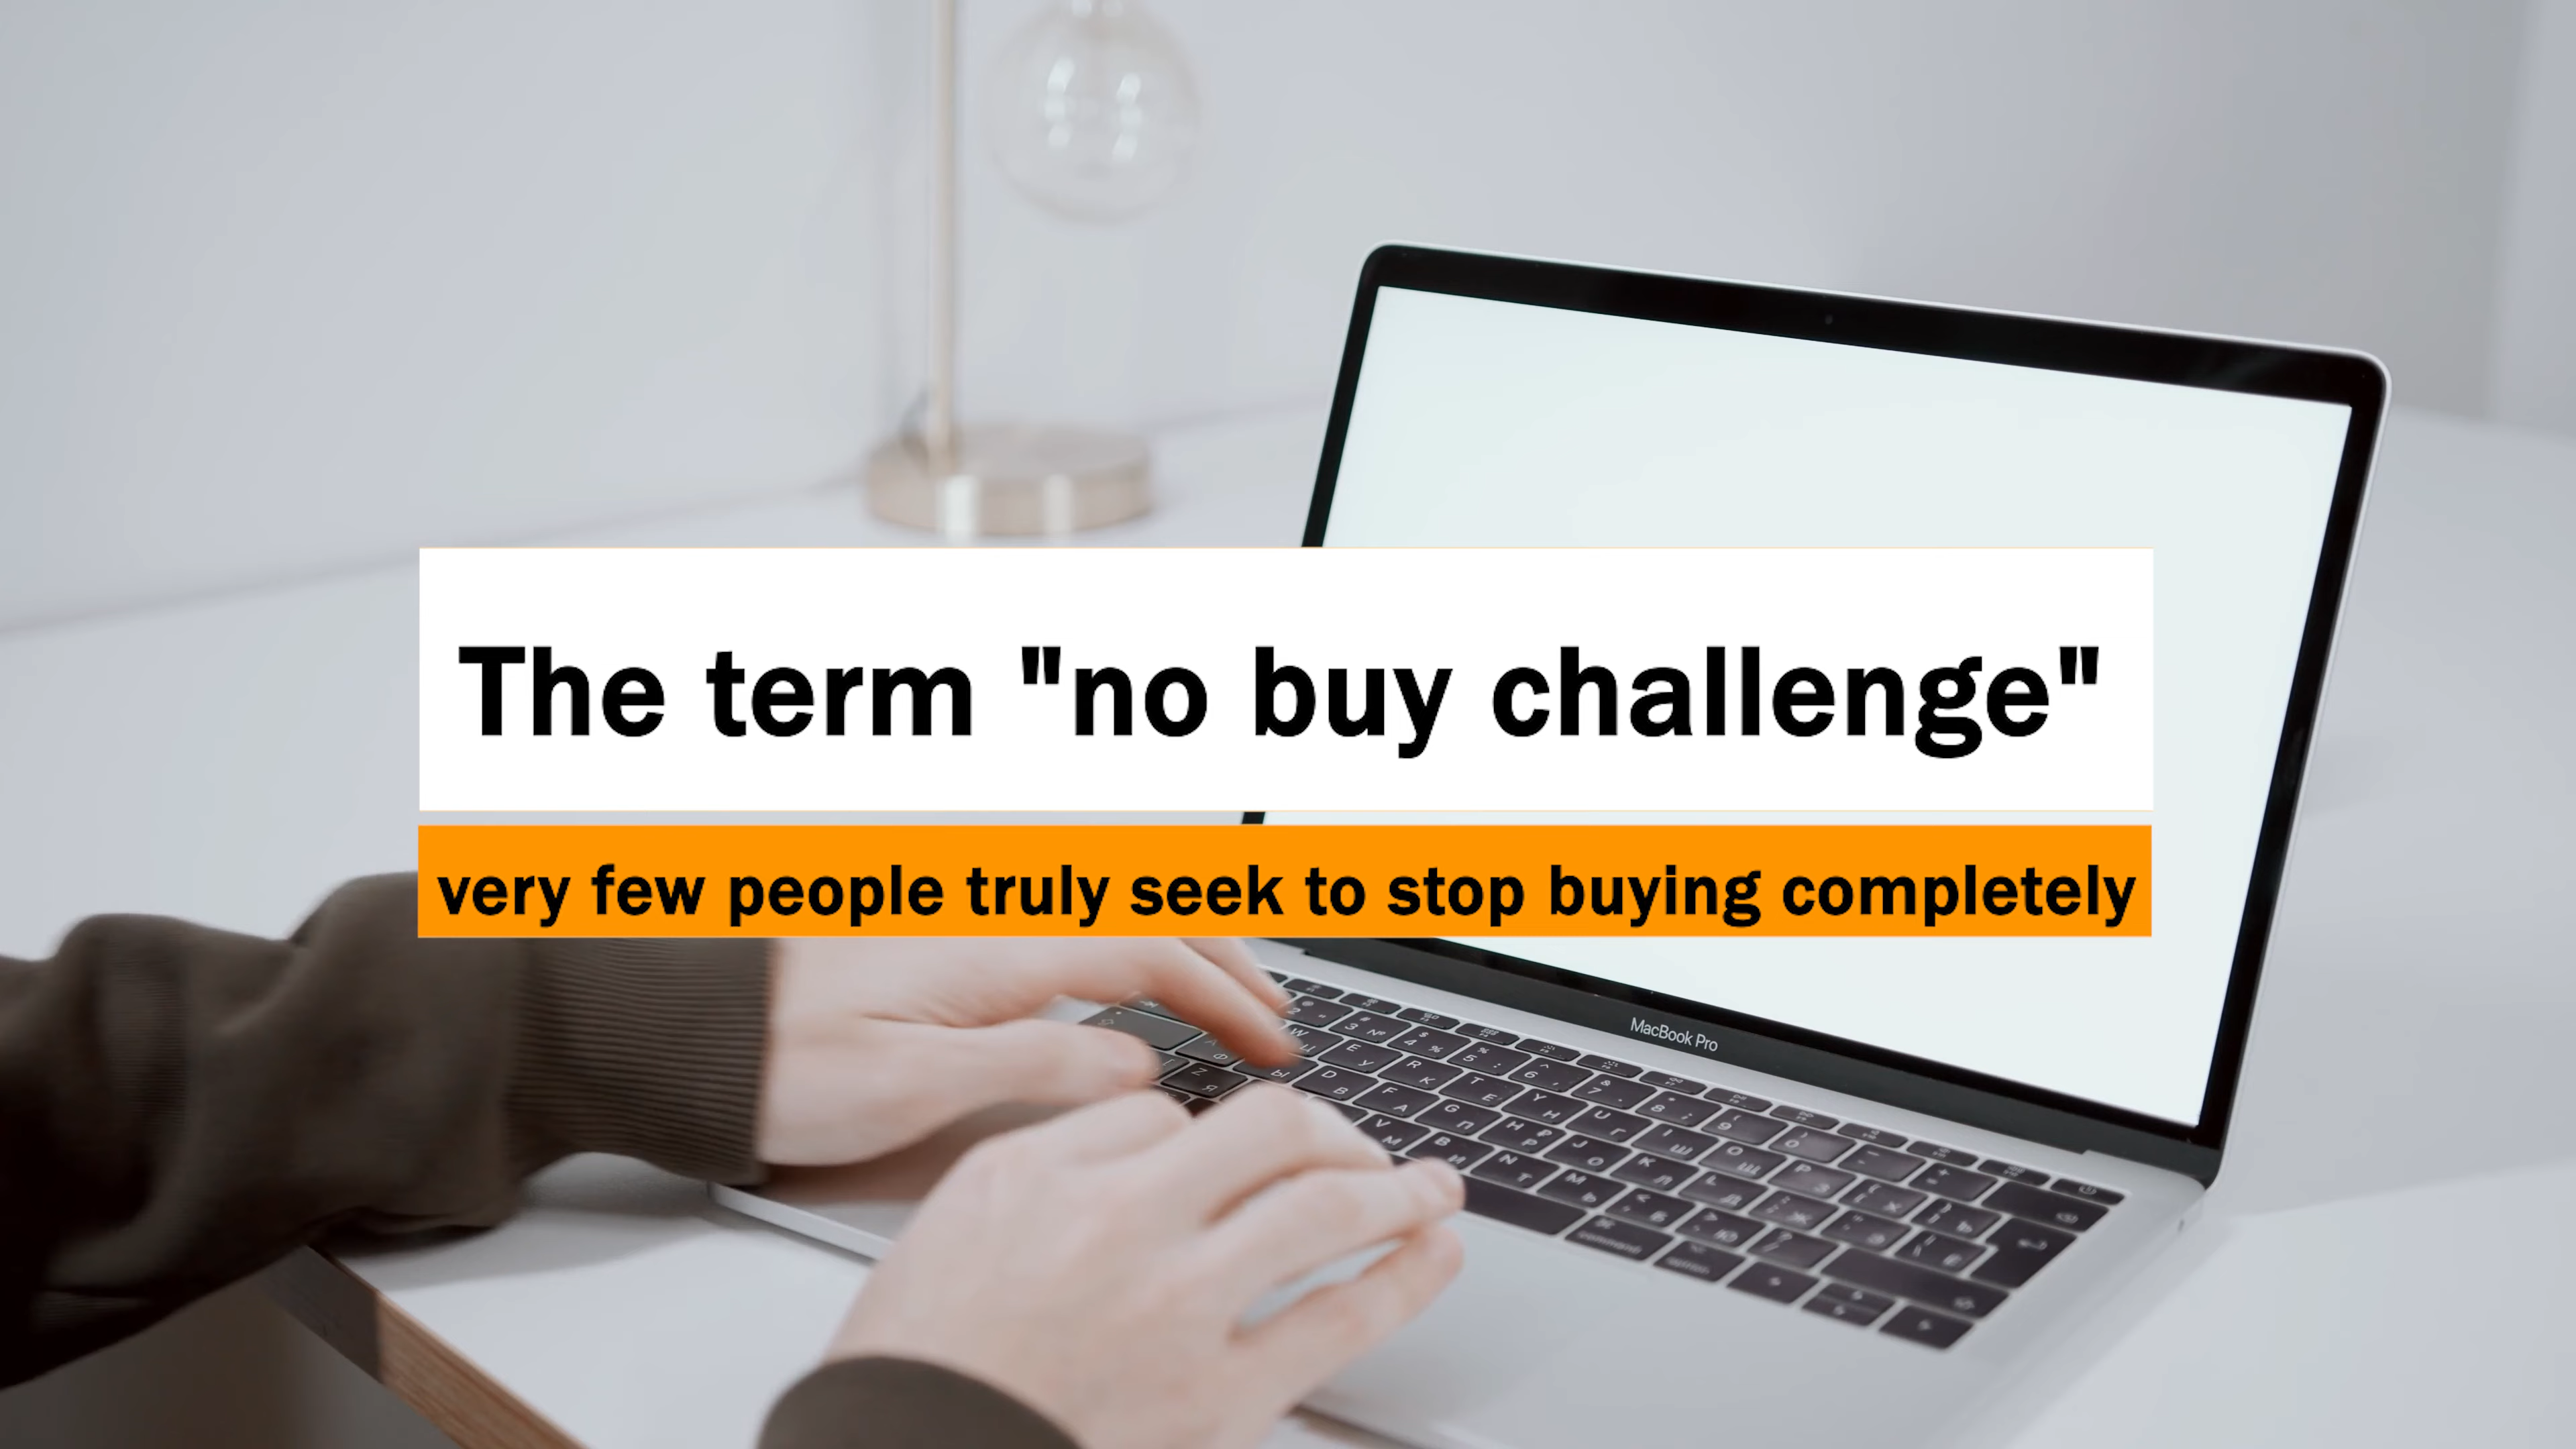 The term "no buy challenge"
very few people truly seek to stop buying completely
MacBook Pro